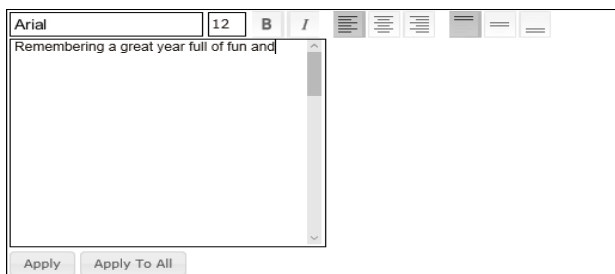 Arial 12 B I
Remembering a great year full of fun and
Apply Apply To All